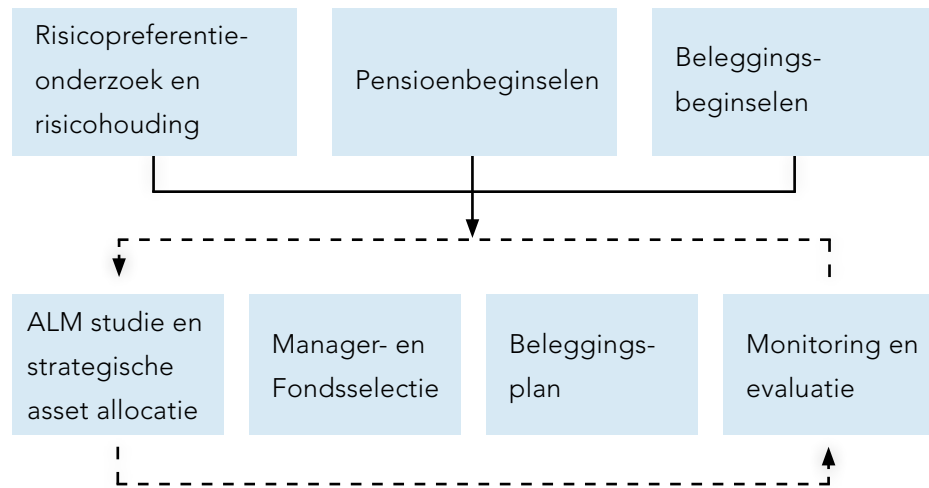 Risicopreferentie-
onderzoek en
risicohouding
Pensioenbeginselen
Beleggings-
beginselen
ALM studie en
strategische
asset allocatie
Manager- en
Fondsselectie
Beleggings-
plan
Monitoring en
evaluatie